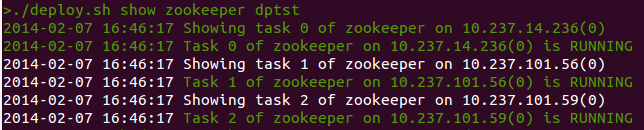 >./deploy.sh show zookeeper dptst
2014-02-07 16:46:17 Showing task 0 of zookeeper on 10.237.14.236(0)
2014-02-07 16:46:17 Task 0 of zookeeper on 10.237.14.236(0) is RUNNING
2014-02-07 16:46:17 Showing task 1 of zookeeper on 10.237.101.56(0)
2014-02-07 16:46:17 Task 1 of zookeeper on 10.237.101.56(0) is RUNNING
2014-02-07 16:46:17 Showing task 2 of zookeeper on 10.237.101.59(0)
2014-02-07 16:46:17 Task 2 of zookeeper on 10.237.101.59(0) is RUNNING